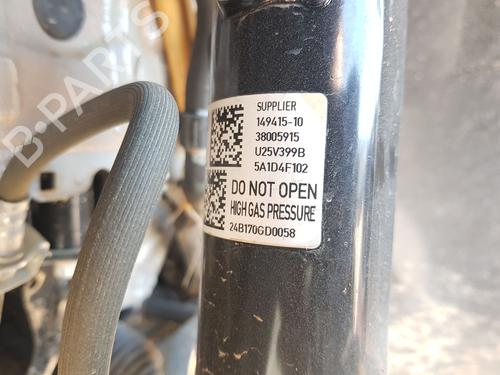 SUPPLIER
149415-10
38005915
U25V399B
5A1D4F102
DO NOT OPEN
HIGH GAS PRESSURE
24B170GD0058
B-PARTS